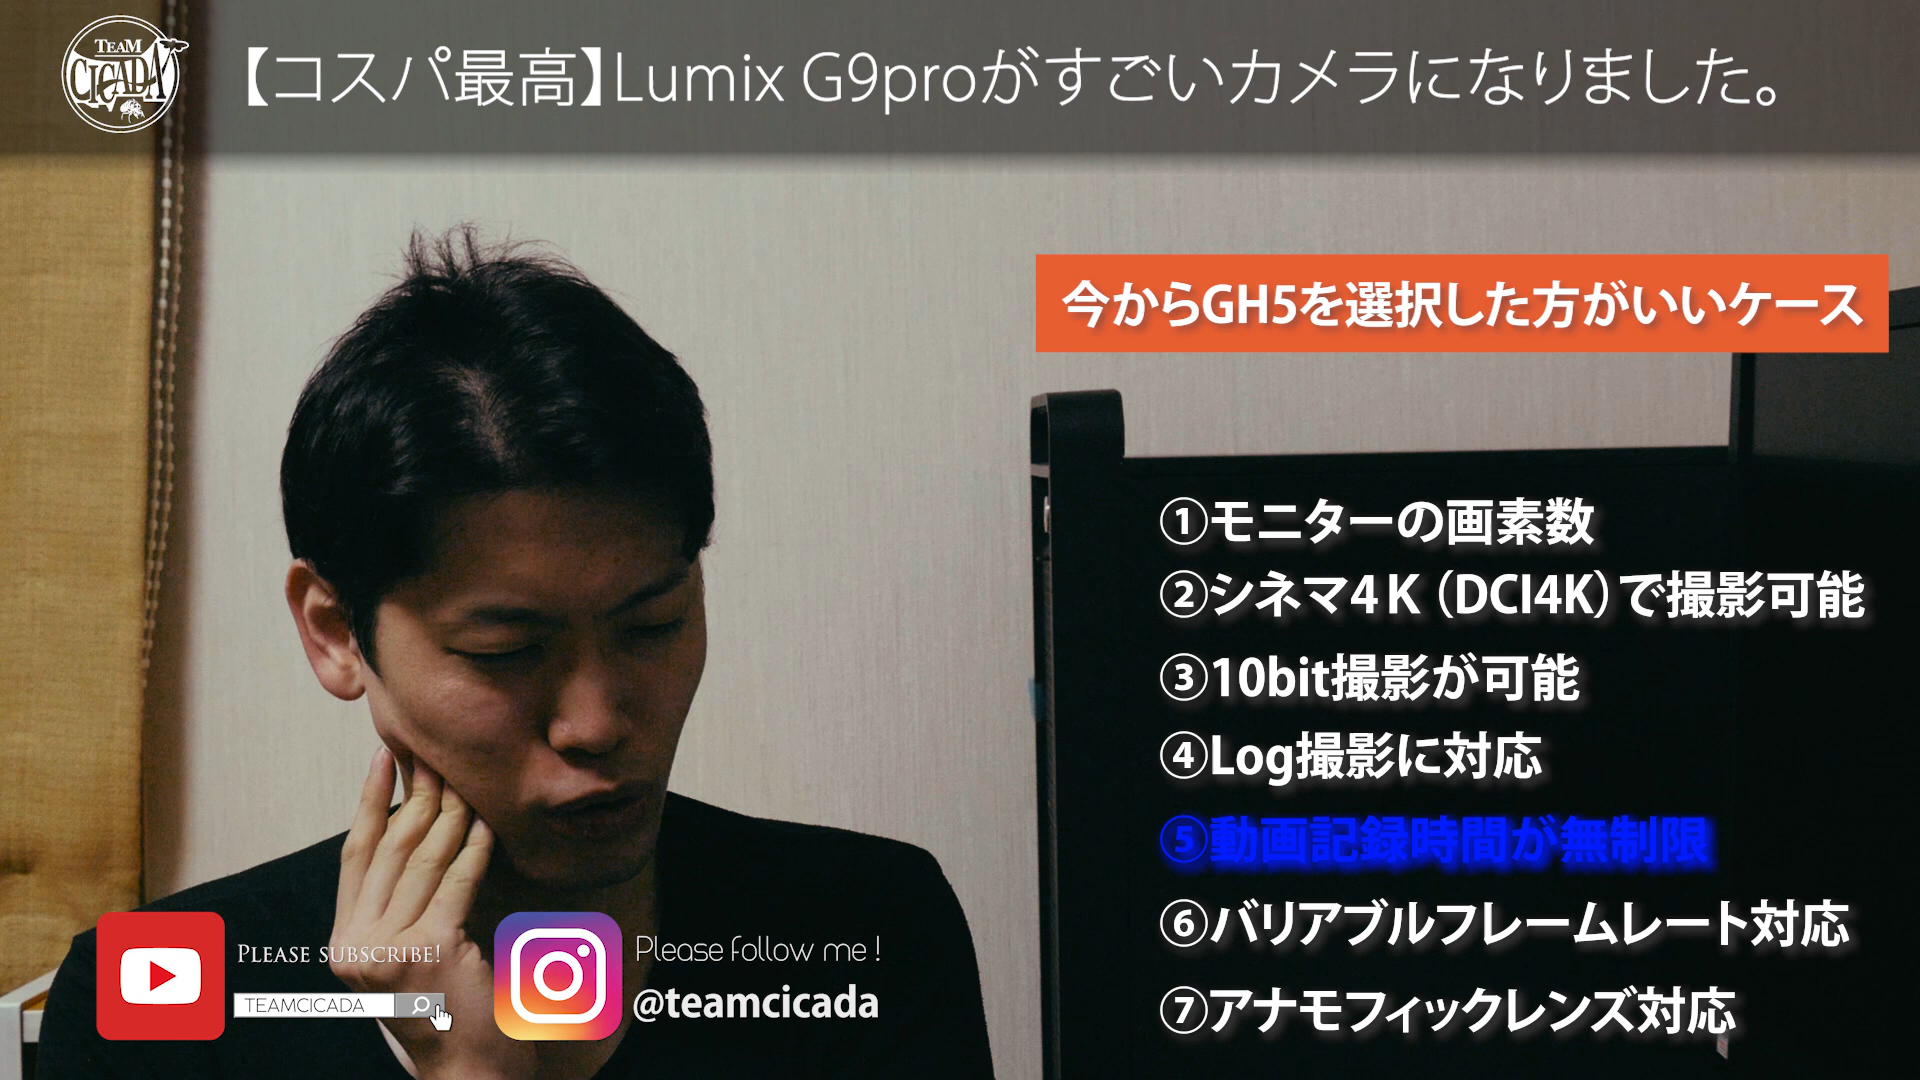 TEAM
CICADA
【コスパ最高】Lumix G9proがすごいカメラになりました。
今からGH5を選択した方がいいケース
①モニターの画素数
②シネマ4K（DCI4K）で撮影可能
③10bit撮影が可能
④Log撮影に対応
⑤動画記録時間が無制限
⑥バリアブルフレームレート対応
⑦アナモフィックレンズ対応
PLEASE SUBSCRIBE!
TEAMCICADA
Please follow me !
@teamcicada